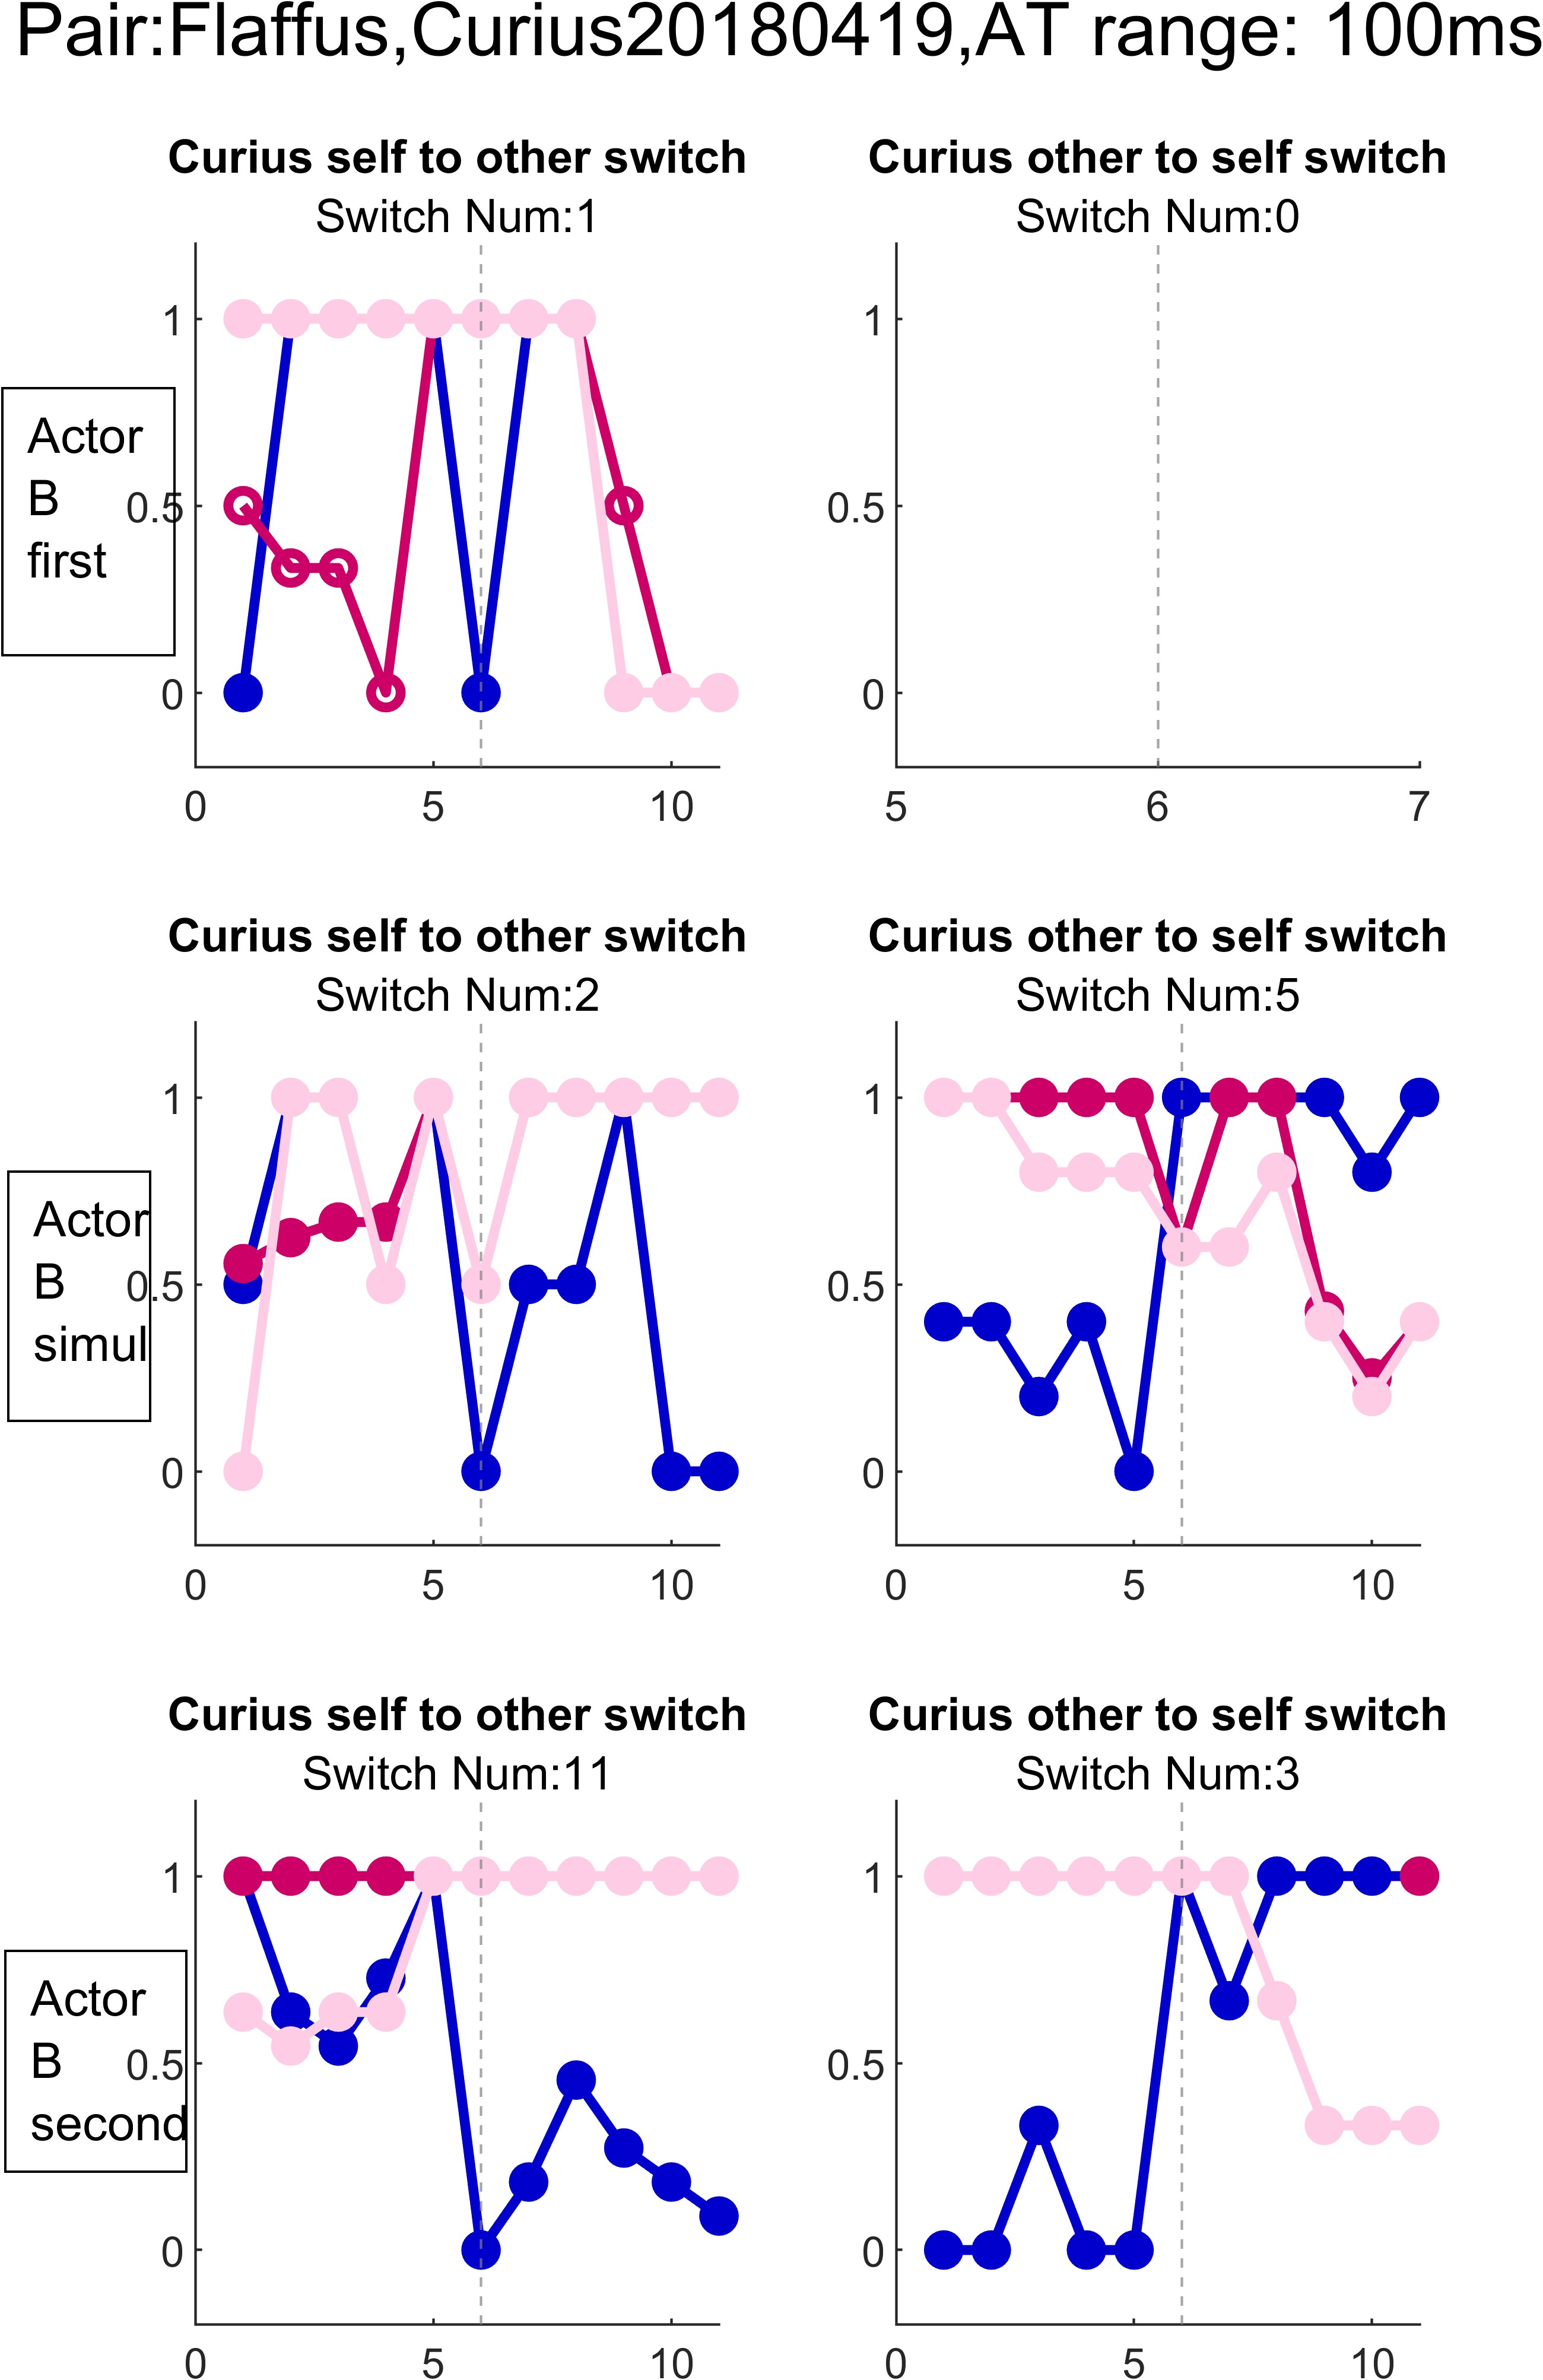 Pair:Flaffus,Curius20180419,AT range: 100ms
Curius self to other switch
Switch Num:1
Curius other to self switch
Switch Num:0
Actor
B
first
1
0.5
0
0
5
10
1
0.5
0
5
6
7
Curius self to other switch
Switch Num:2
Curius other to self switch
Switch Num:5
Actor
B
simul
1
0.5
0
0
5
10
1
0.5
0
0
5
10
Curius self to other switch
Switch Num:11
Curius other to self switch
Switch Num:3
Actor
B
second
1
0.5
0
0
5
10
1
0.5
0
0
5
10